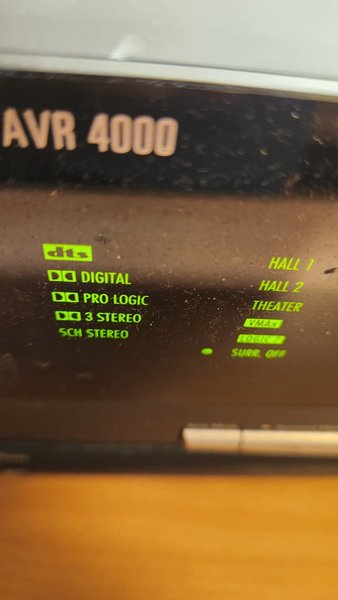 AVR 4000
dts
DIGITAL
PRO LOGIC
3 STEREO
5CH STEREO
HALL 1
HALL 2
THEATER
VMAx
LOGIC 7
SURR. OFF